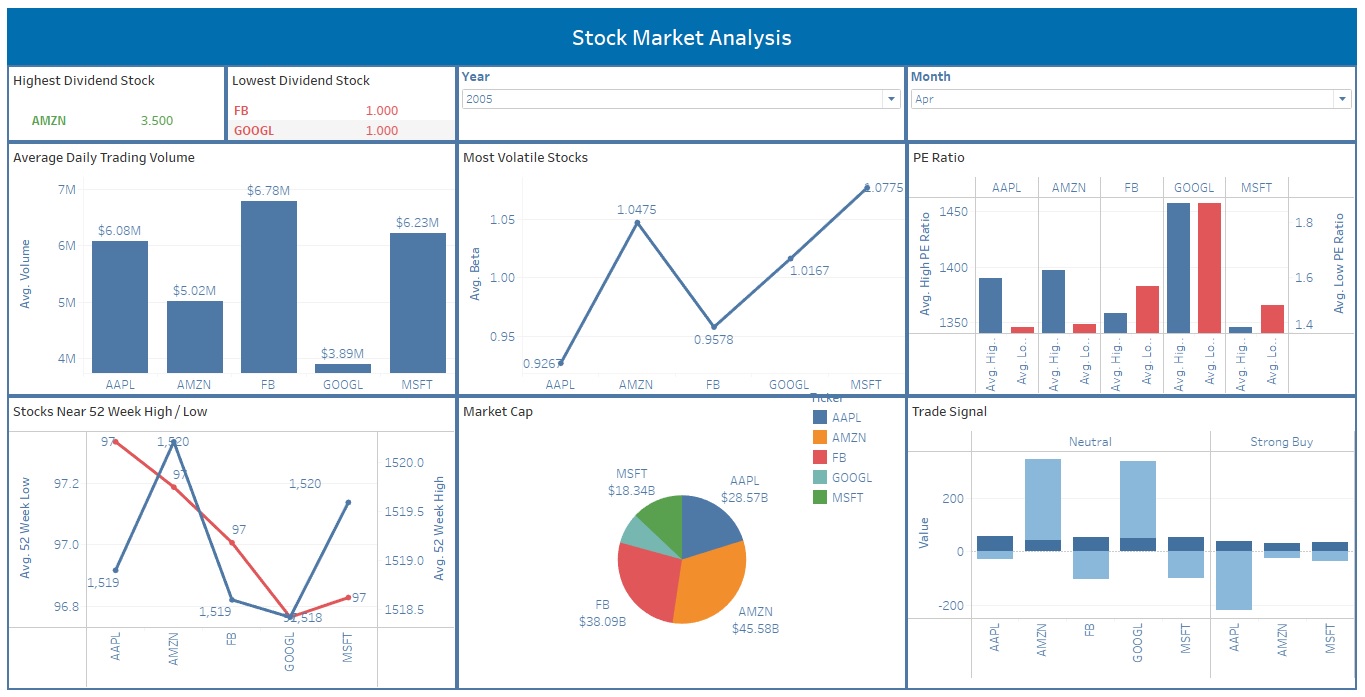 Stock Market Analysis
Highest Dividend Stock
AMZN 3.500
Lowest Dividend Stock
FB 1.000
GOOGL 1.000
Year
2005
Month
Apr
Average Daily Trading Volume
Avg. Volume
7M
6M
5M
4M
$6.08M
$5.02M
$6.78M
$3.89M
$6.23M
AAPL AMZN FB GOOGL MSFT
Most Volatile Stocks
Avg. Beta
1.05
1.00
0.95
0.9267
1.0475
0.9578
1.0167
1.0775
AAPL AMZN FB GOOGL MSFT
PE Ratio
AAPL AMZN FB GOOGL MSFT
Avg. High PE Ratio
1450
1400
1350
1.8
1.6
1.4
Avg. Low PE Ratio
Avg. Hig.. Avg. Lo.. Avg. Hig.. Avg. Lo.. Avg. Hig.. Avg. Lo.. Avg. Hig.. Avg. Lo.. Avg. Hig.. Avg. Lo..
Stocks Near 52 Week High / Low
Avg. 52 Week Low
97.2
97.0
96.8
97
1,520
97
1,520
97
1,519
1,519
1,518
97
1520.0
1519.5
1519.0
1518.5
Avg. 52 Week High
AAPL AMZN FB GOOGL MSFT
Market Cap
Ticker
AAPL
AMZN
FB
GOOGL
MSFT
MSFT
$18.34B
AAPL
$28.57B
FB
$38.09B
AMZN
$45.58B
Trade Signal
Neutral Strong Buy
Value
200
0
-200
AAPL AMZN FB GOOGL MSFT AAPL AMZN MSFT